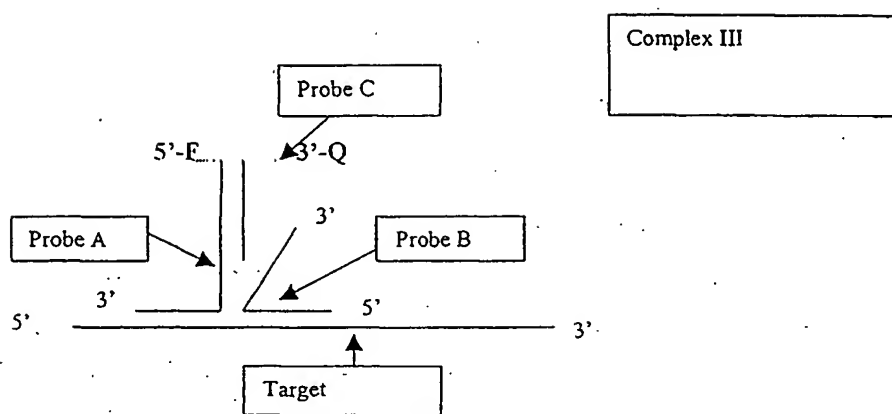 Complex III
Probe C
5'-F 3'-Q
3'
Probe A
Probe B
3'
5'
5'
3'
Target